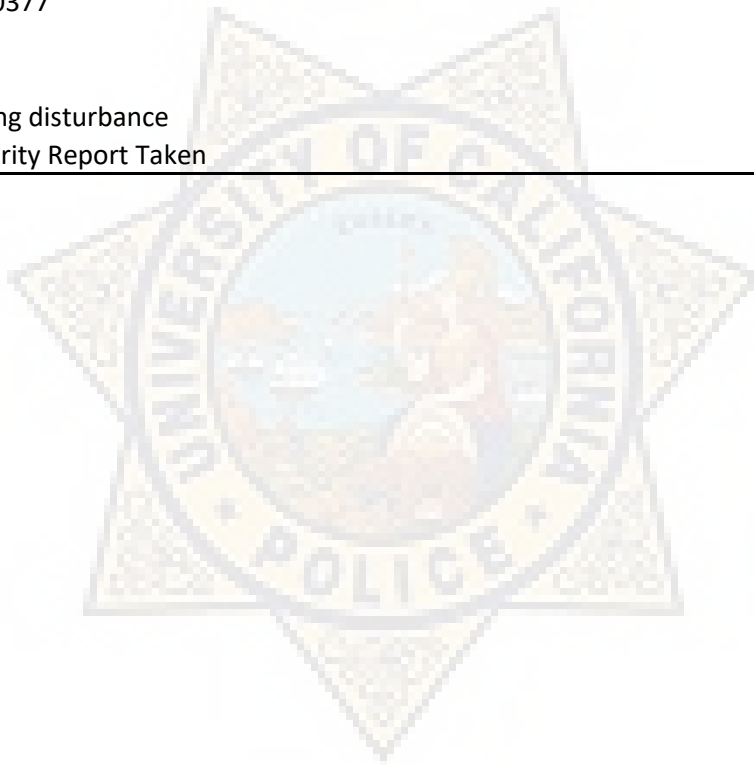 0377
ng disturbance
rity Report Taken
UNIVERSITY OF CALIFORNIA
POLICE